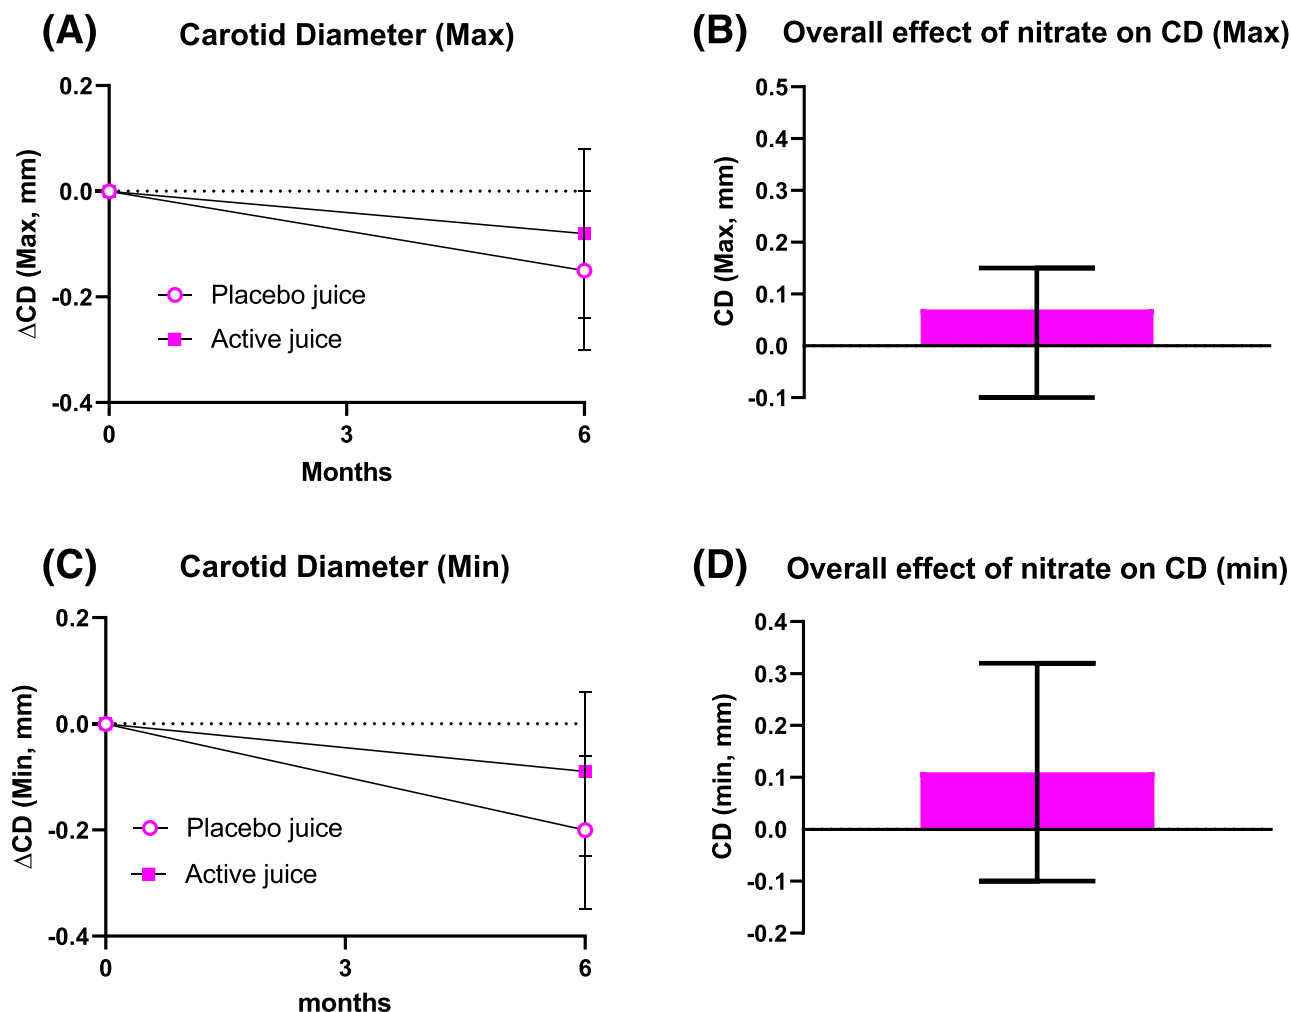 (A) Carotid Diameter (Max)
0.2
0.0
-0.2
-0.4
ΔCD (Max, mm)
Placebo juice
Active juice
0 3 6
Months
(B) Overall effect of nitrate on CD (Max)
0.5
0.4
0.3
0.2
0.1
0.0
-0.1
CD (Max, mm)
(C) Carotid Diameter (Min)
0.2
0.0
-0.2
-0.4
ΔCD (Min, mm)
Placebo juice
Active juice
0 3 6
months
(D) Overall effect of nitrate on CD (min)
0.4
0.3
0.2
0.1
0.0
-0.1
-0.2
CD (min, mm)